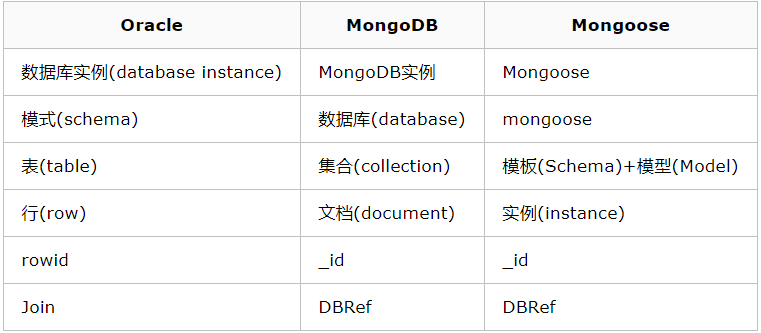 Oracle MongoDB Mongoose
数据库实例(database instance) MongoDB实例 Mongoose
模式(schema) 数据库(database) mongoose
表(table) 集合(collection) 模板(Schema)+模型(Model)
行(row) 文档(document) 实例(instance)
rowid _id _id
Join DBRef DBRef